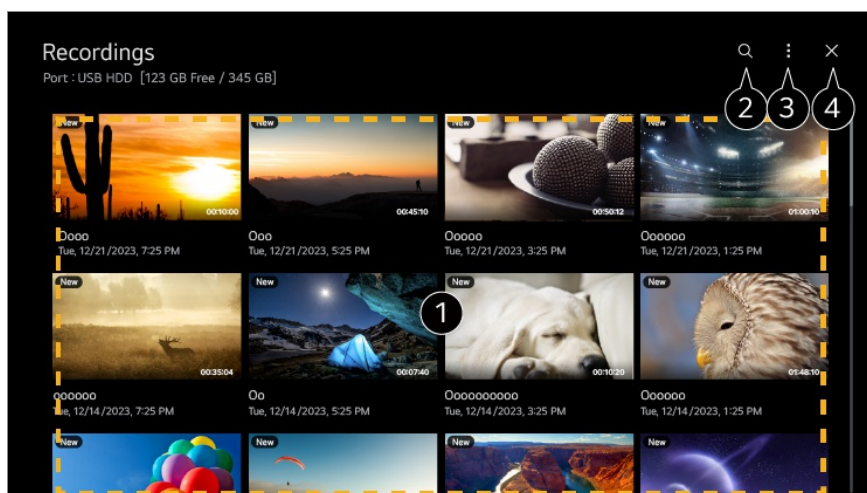 Recordings
Port : USB HDD [123 GB Free / 345 GB]
2 3 4
New New New
00:10:00 00:45:10 00:50:12 01:00:10
Oooo Ooo Ooooo Oooooo
Tue, 12/21/2023, 7:25 PM Tue, 12/21/2023, 5:25 PM Tue, 12/21/2023, 3:25 PM Tue, 12/21/2023, 1:25 PM
New New New New
1
00:35:04 00:07:40 00:10:20 01:48:10
oooooo Oo Oooooooooo Oooooo
Tue, 12/14/2023, 7:25 PM Tue, 12/14/2023, 5:25 PM Tue, 12/14/2023, 3:25 PM Tue, 12/14/2023, 1:25 PM
New New New New